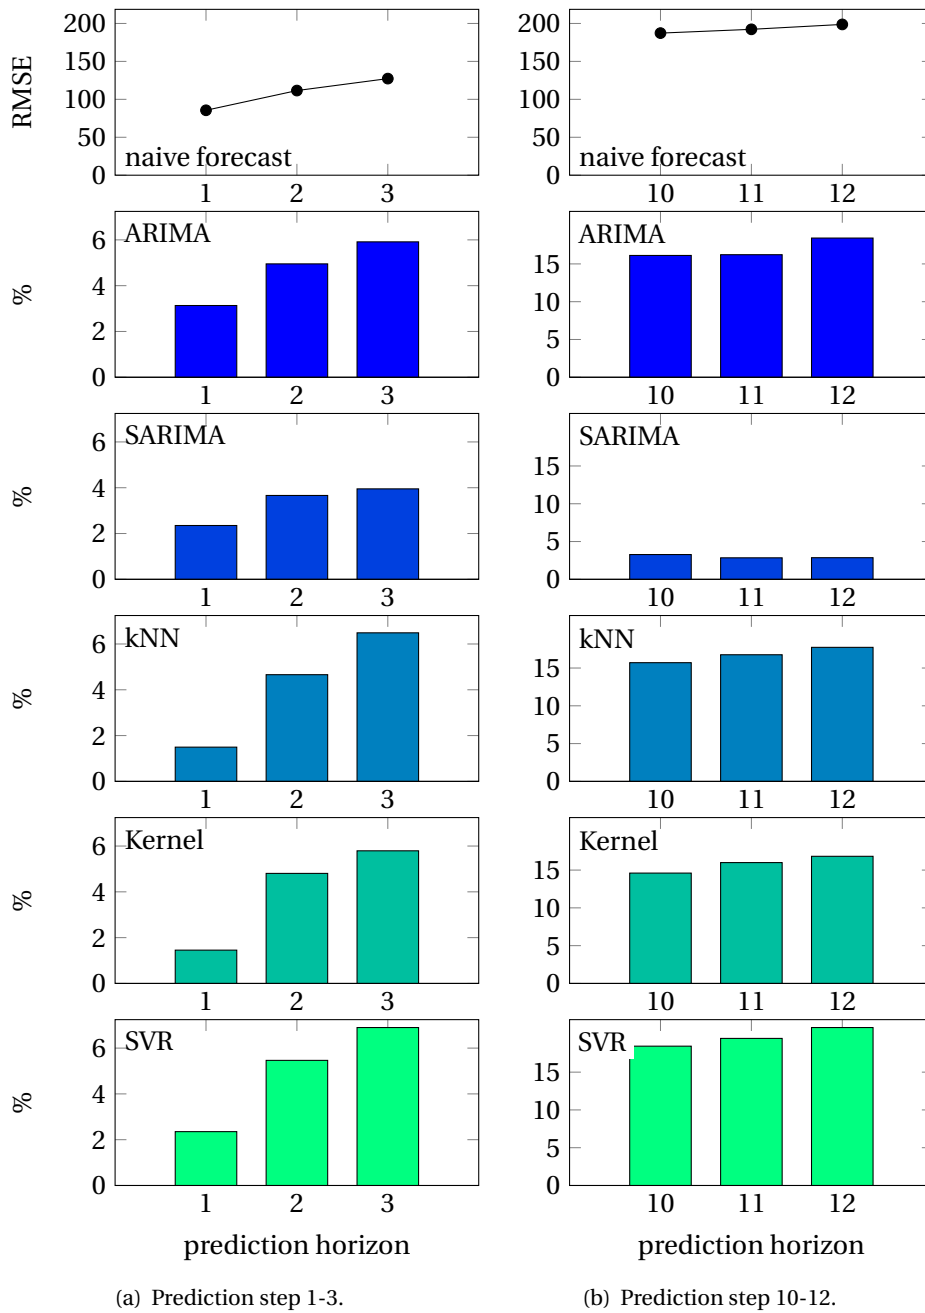 200
150
100
50
0
RMSE
naive forecast
1 2 3
200
150
100
50
0
naive forecast
10 11 12
6
4
2
0
%
ARIMA
1 2 3
15
10
5
0
ARIMA
10 11 12
6
4
2
0
%
SARIMA
1 2 3
15
10
5
0
SARIMA
10 11 12
6
4
2
0
%
kNN
1 2 3
15
10
5
0
kNN
10 11 12
6
4
2
0
%
Kernel
1 2 3
15
10
5
0
Kernel
10 11 12
6
4
2
0
%
SVR
1 2 3
prediction horizon
15
10
5
0
SVR
10 11 12
prediction horizon
(a) Prediction step 1-3.
(b) Prediction step 10-12.